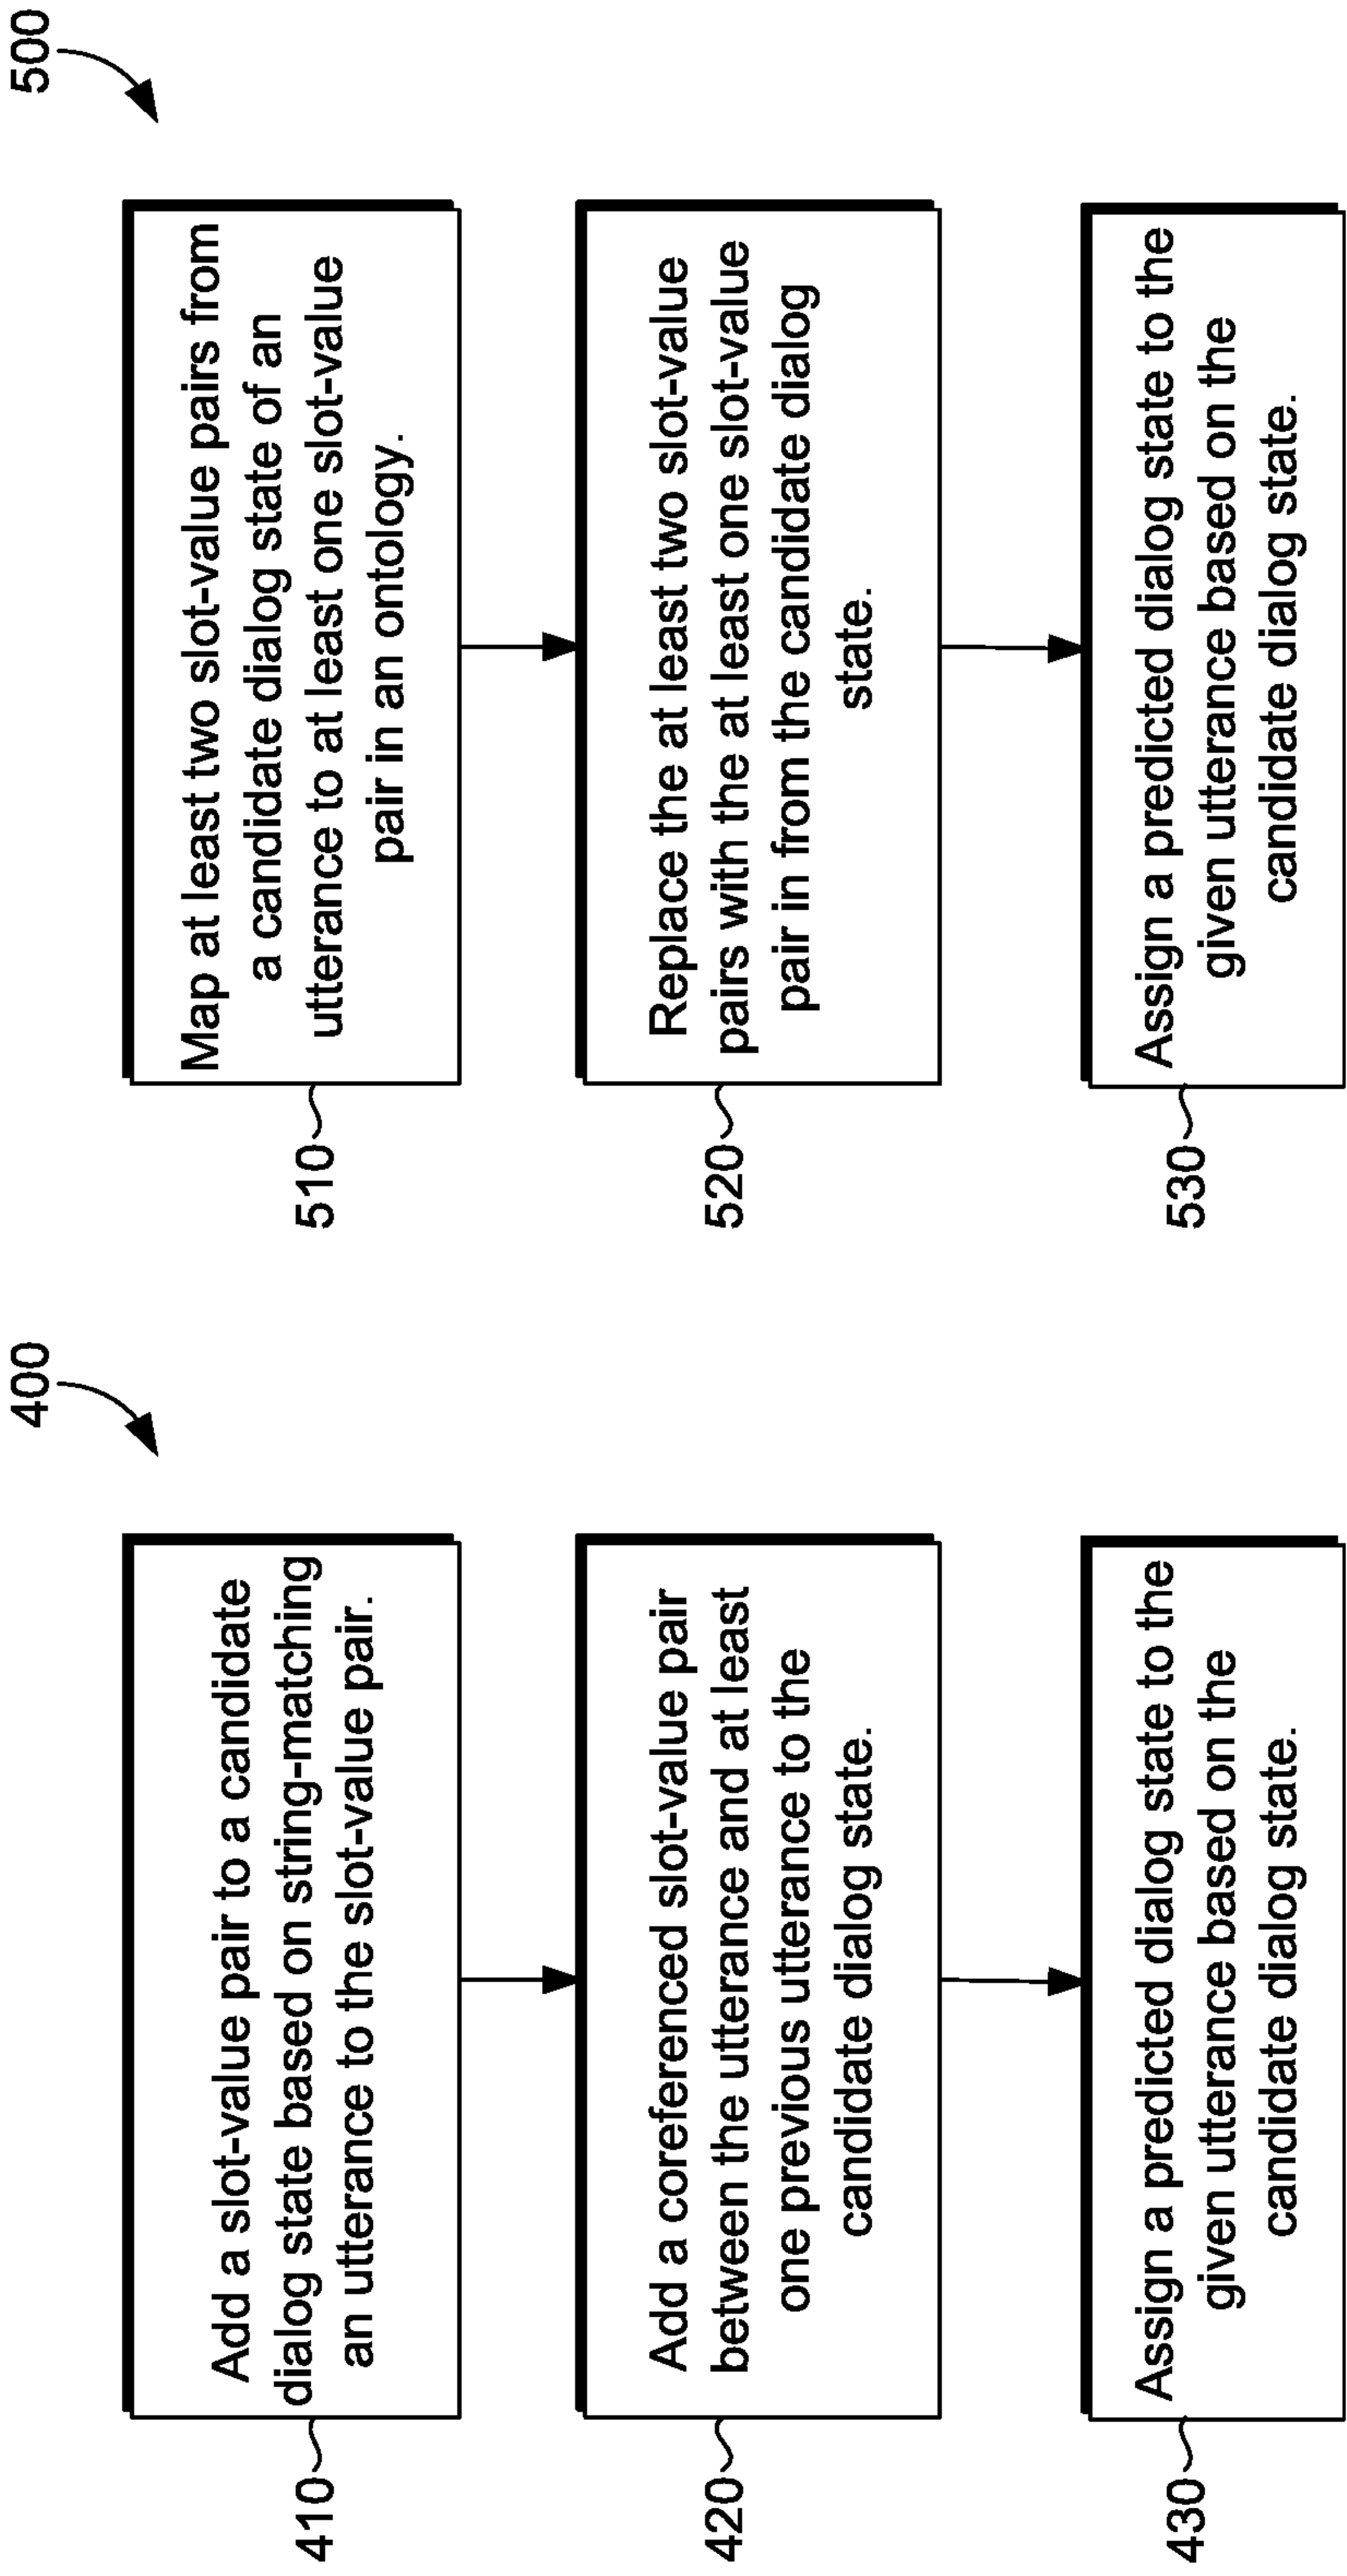 400
410
Add a slot-value pair to a candidate
dialog state based on string-matching
an utterance to the slot-value pair.
420
Add a coreferenced slot-value pair
between the utterance and at least
one previous utterance to the
candidate dialog state.
430
Assign a predicted dialog state to the
given utterance based on the
candidate dialog state.
500
510
Map at least two slot-value pairs from
a candidate dialog state of an
utterance to at least one slot-value
pair in an ontology.
520
Replace the at least two slot-value
pairs with the at least one slot-value
pair in from the candidate dialog
state.
530
Assign a predicted dialog state to the
given utterance based on the
candidate dialog state.